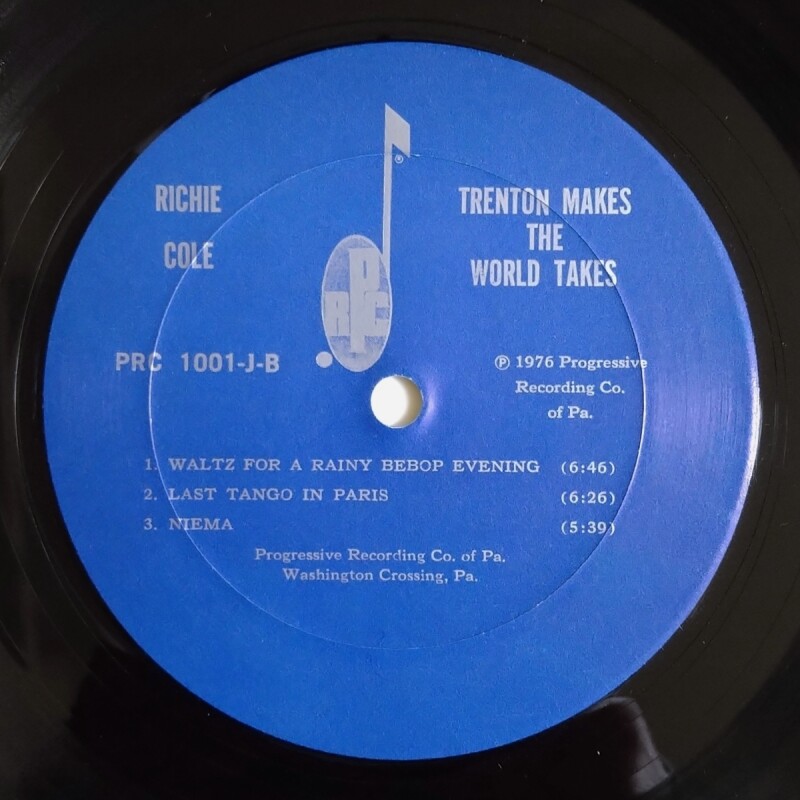 RICHIE
COLE
TRENTON MAKES
THE
WORLD TAKES
®
PRC
PRC 1001-J-B
℗ 1976 Progressive
Recording Co.
of Pa.
1. WALTZ FOR A RAINY BEBOP EVENING (6:46)
2. LAST TANGO IN PARIS (6:26)
3. NIEMA (5:39)
Progressive Recording Co. of Pa.
Washington Crossing, Pa.